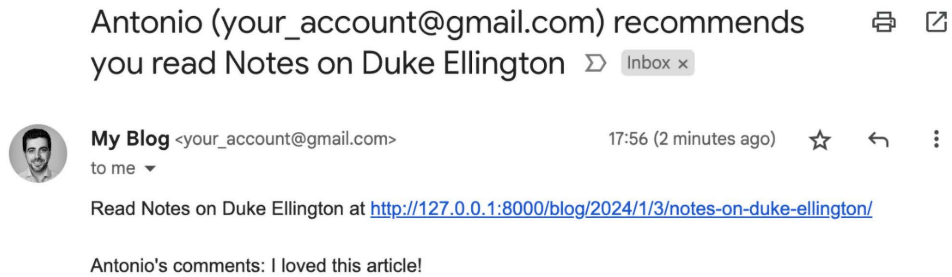 Antonio (your_account@gmail.com) recommends
you read Notes on Duke Ellington Inbox ×
My Blog <your_account@gmail.com> 17:56 (2 minutes ago)
to me
Read Notes on Duke Ellington at http://127.0.0.1:8000/blog/2024/1/3/notes-on-duke-ellington/
Antonio's comments: I loved this article!